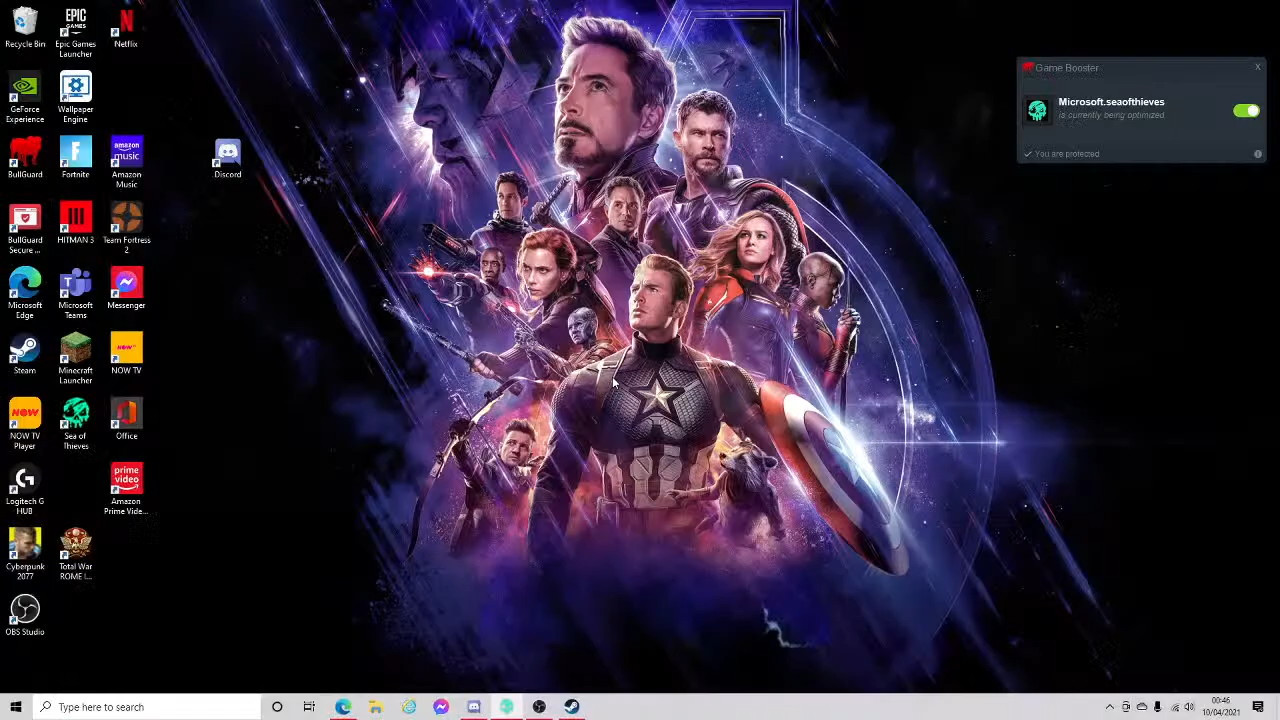 Recycle Bin
EPIC
GAMES
Epic Games
Launcher
Netflix
GeForce
Experience
Wallpaper
Engine
BullGuard
Fortnite
amazon
music
Amazon
Music
Discord
BullGuard
Secure ...
HITMAN 3
Team Fortress
2
Microsoft
Edge
Microsoft
Teams
Messenger
Steam
Minecraft
Launcher
NOW
NOW TV
NOW
NOW TV
Player
Sea of
Thieves
Office
Logitech G
HUB
prime
video
Amazon
Prime Vide...
Cyberpunk
2077
Total War
ROME I...
OBS Studio
Game Booster
X
Microsoft.seaofthieves
is currently being optimized
You are protected
Type here to search
00:46
10/04/2021